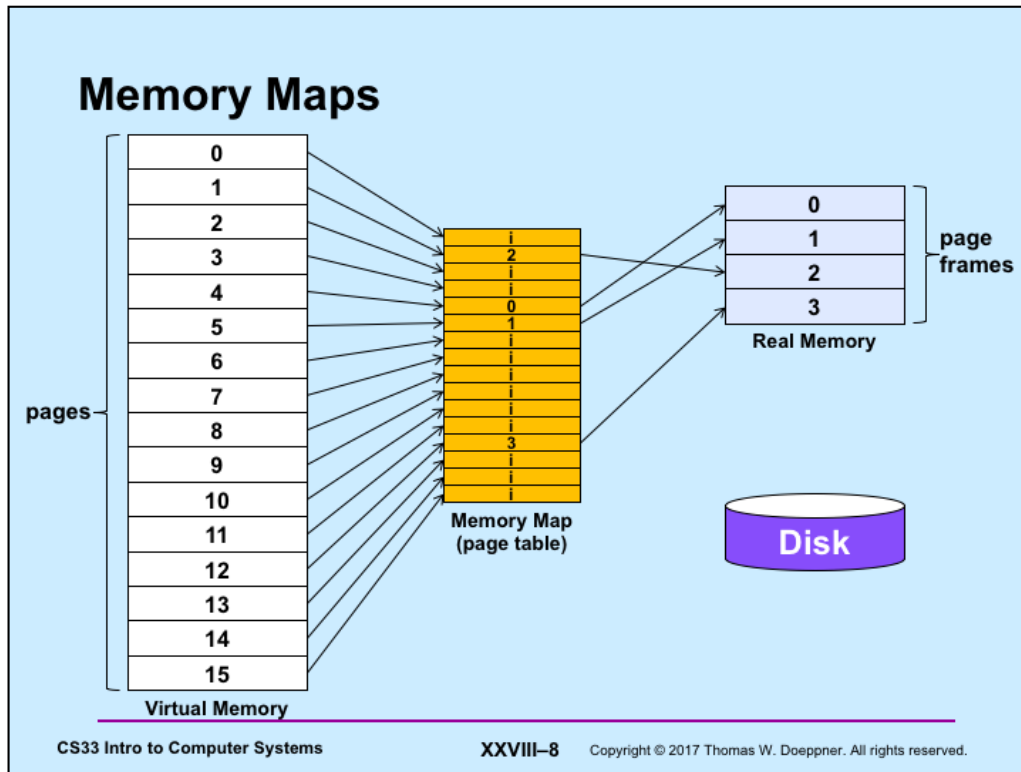 Memory Maps
0
1
2
3
4
5
6
7
8
9
10
11
12
13
14
15
pages
Virtual Memory
i
2
i
i
0
1
i
i
i
i
i
i
3
i
i
i
Memory Map
(page table)
0
1
2
3
page
frames
Real Memory
Disk
CS33 Intro to Computer Systems
XXVIII–8
Copyright © 2017 Thomas W. Doeppner. All rights reserved.